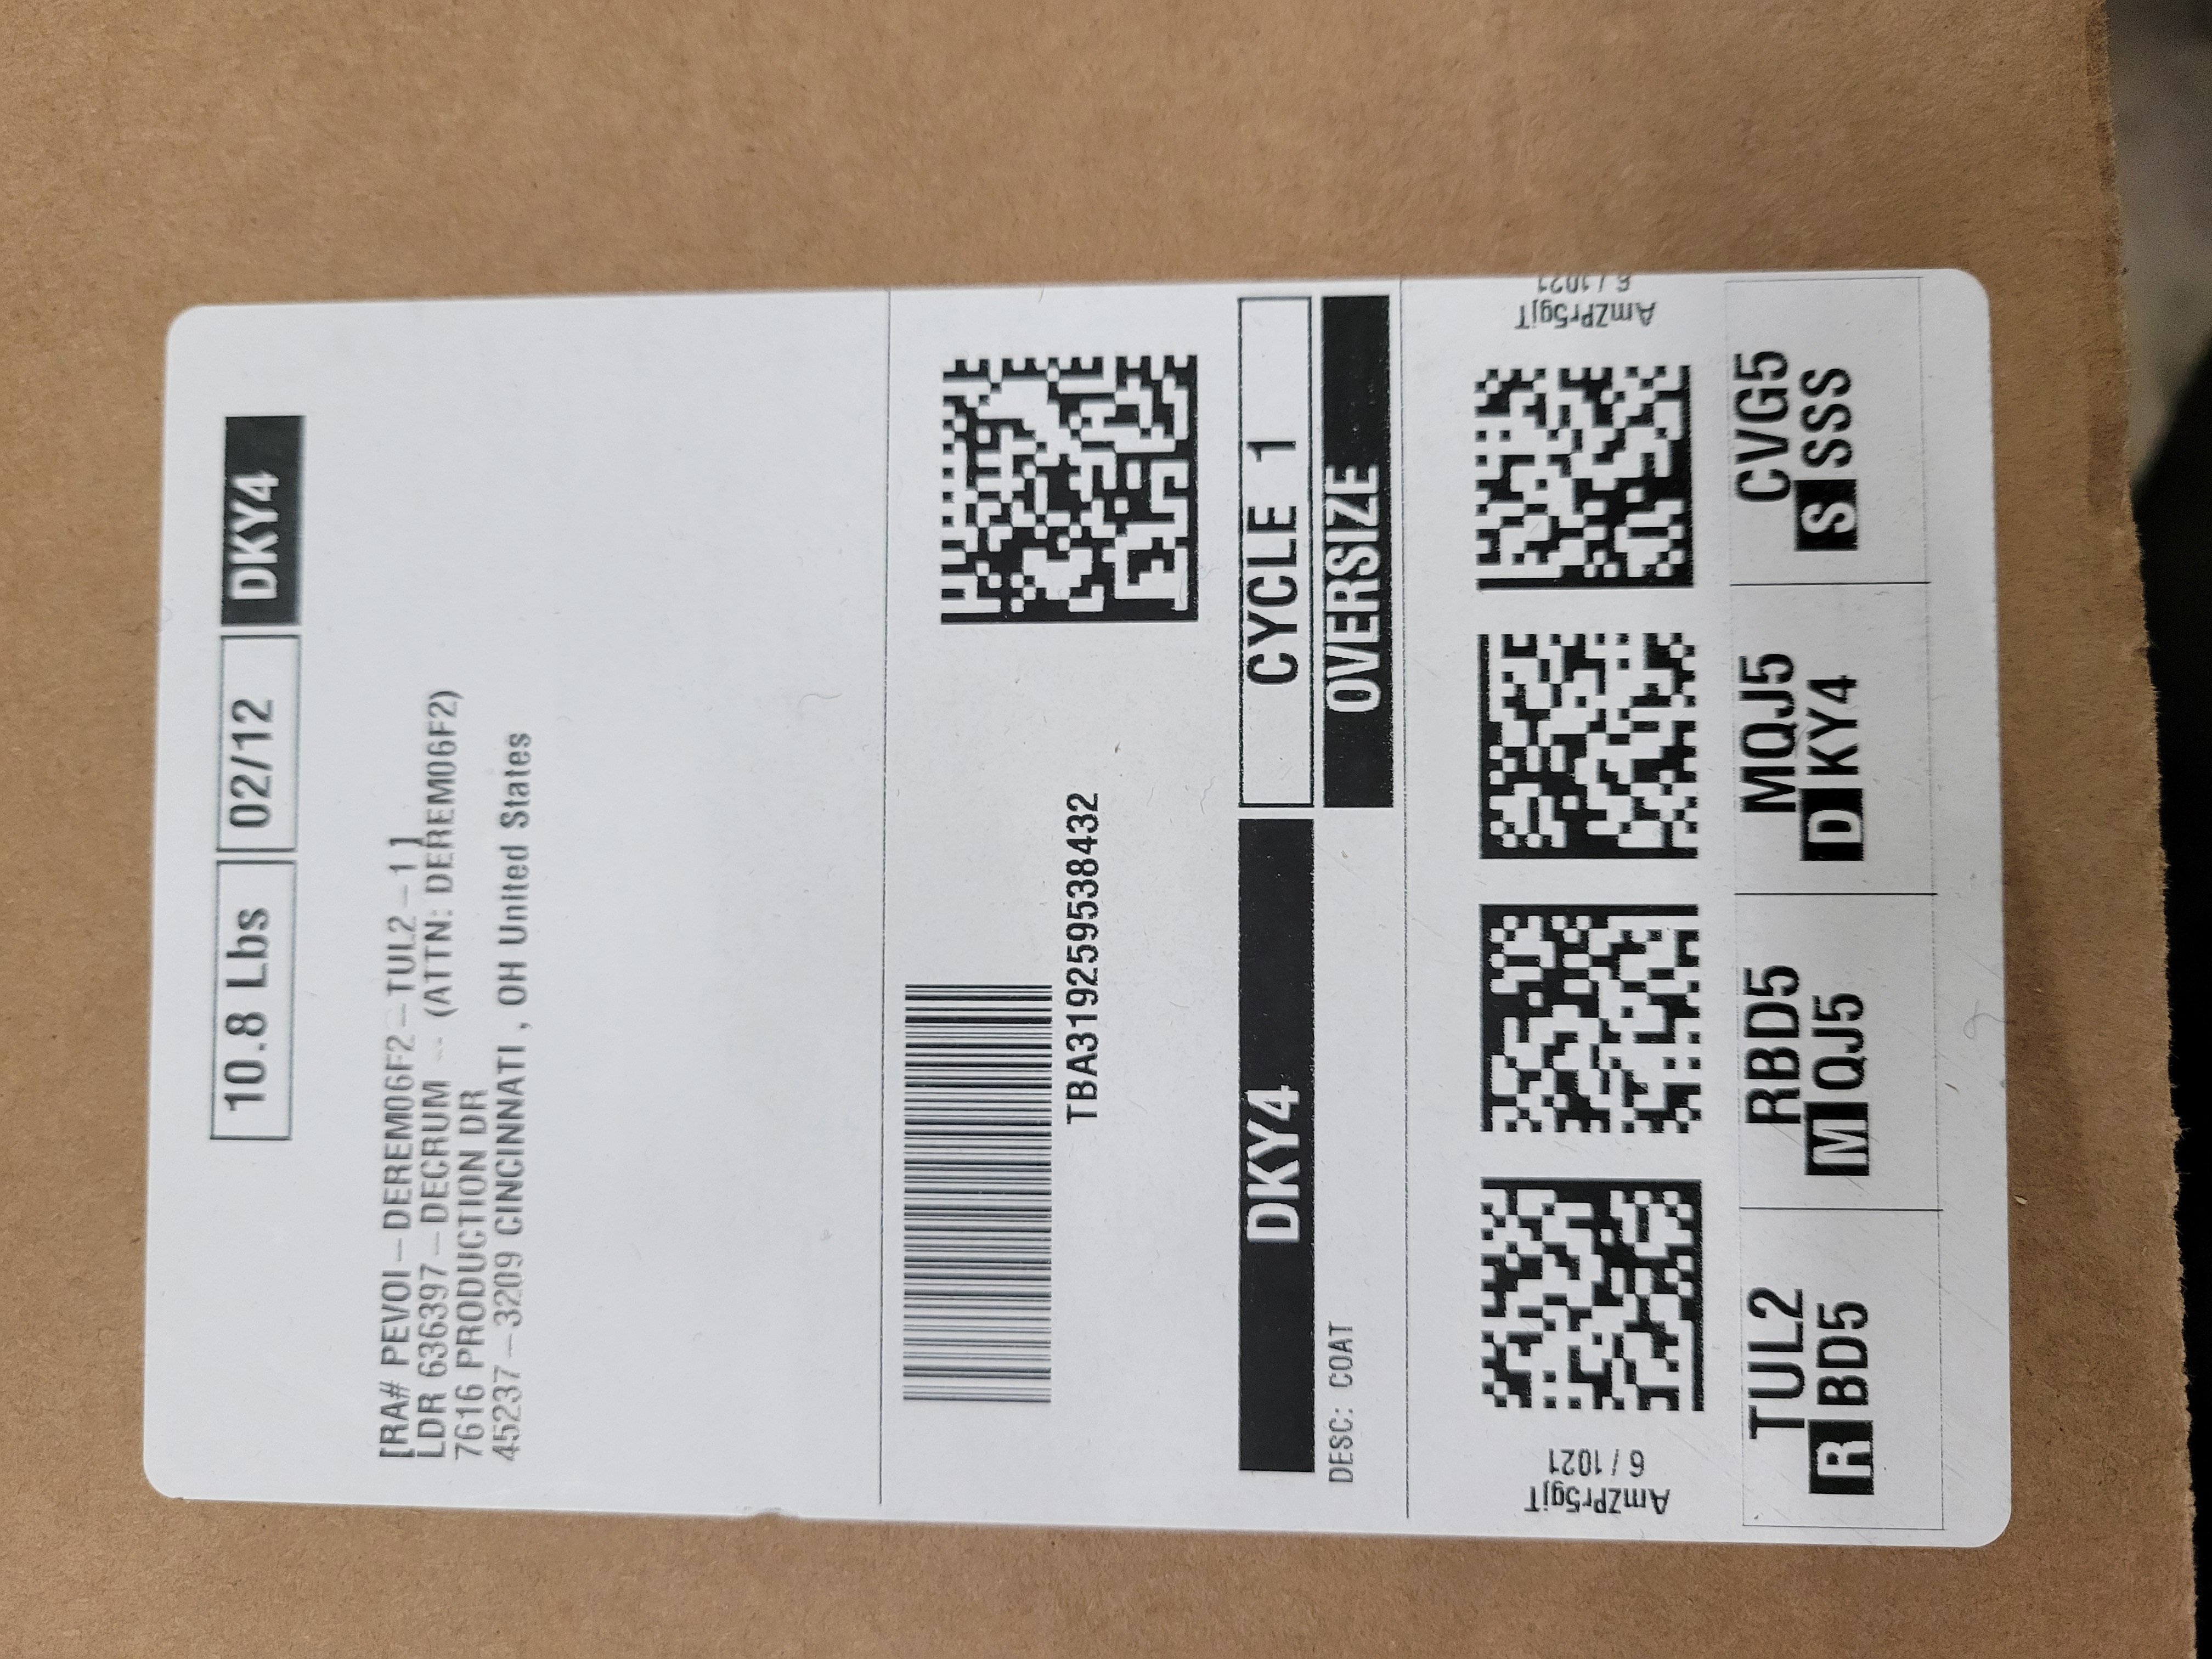 10.8 Lbs 02/12 DKY4
[RA# PEVOI-DEREM06F2-TUL2-1]
LDR 636397-DECRUM -- (ATTN: DEREM06F2)
7616 PRODUCTION DR
45237-3209 CINCINNATI, OH United States
TBA319259538432
DKY4 CYCLE 1
DESC: COAT OVERSIZE
AmZPr5gjT
6 / 1021
AmZPr5gjT
6 / 1021
TUL2 RBD5 MQJ5 CVG5
R BD5 M QJ5 D KY4 S SSS